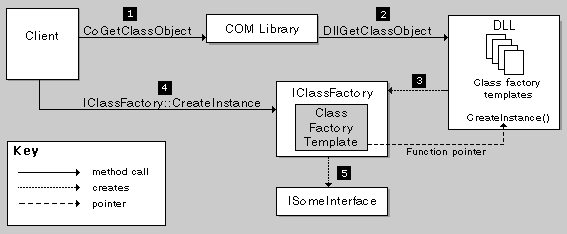 1
2
DLL
Client
CoGetClassObject
COM Library
DllGetClassObject
4
IClassFactory
3
Class factory
templates
IClassFactory::CreateInstance
Class
Factory
Template
CreateInstance()
Function pointer
Key
method call
creates
pointer
5
ISomeInterface